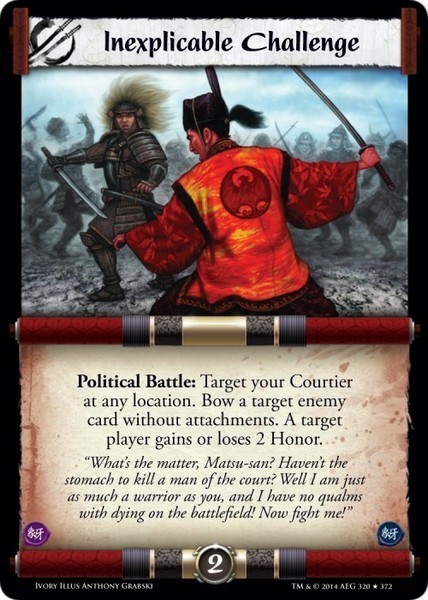 Inexplicable Challenge
Political Battle: Target your Courtier
at any location. Bow a target enemy
card without attachments. A target
player gains or loses 2 Honor.
“What’s the matter, Matsu-san? Haven’t the
stomach to kill a man of the court? Well I am just
as much a warrior as you, and I have no qualms
with dying on the battlefield! Now fight me!”
2
Ivory Illus Anthony Grabski
TM & © 2014 AEG 320 ★ 372